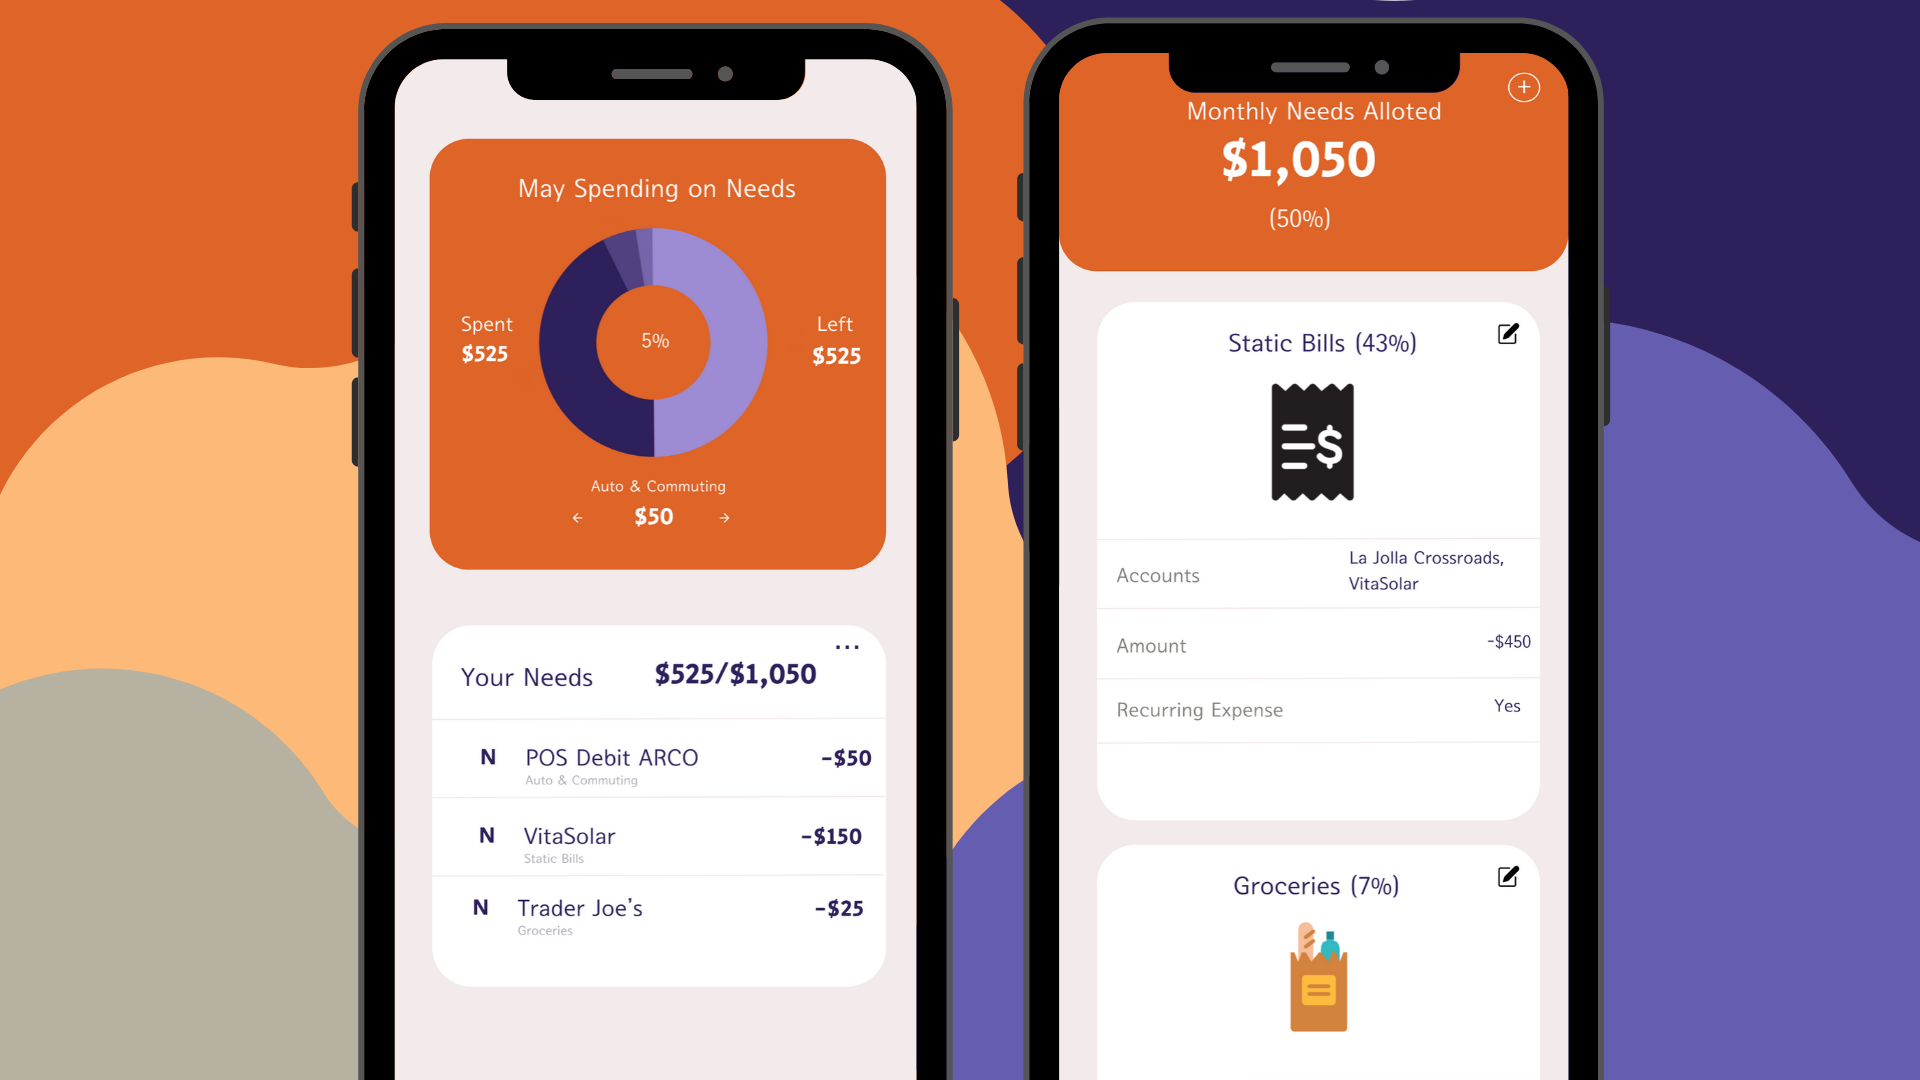 May Spending on Needs
Spent
$525
5%
Left
$525
Auto & Commuting
← $50 →
Your Needs $525/$1,050
...
N POS Debit ARCO -$50
Auto & Commuting
N VitaSolar -$150
Static Bills
N Trader Joe's -$25
Groceries
Monthly Needs Alloted
$1,050
(50%)
+
Static Bills (43%)
$
Accounts La Jolla Crossroads,
VitaSolar
Amount -$450
Recurring Expense Yes
Groceries (7%)